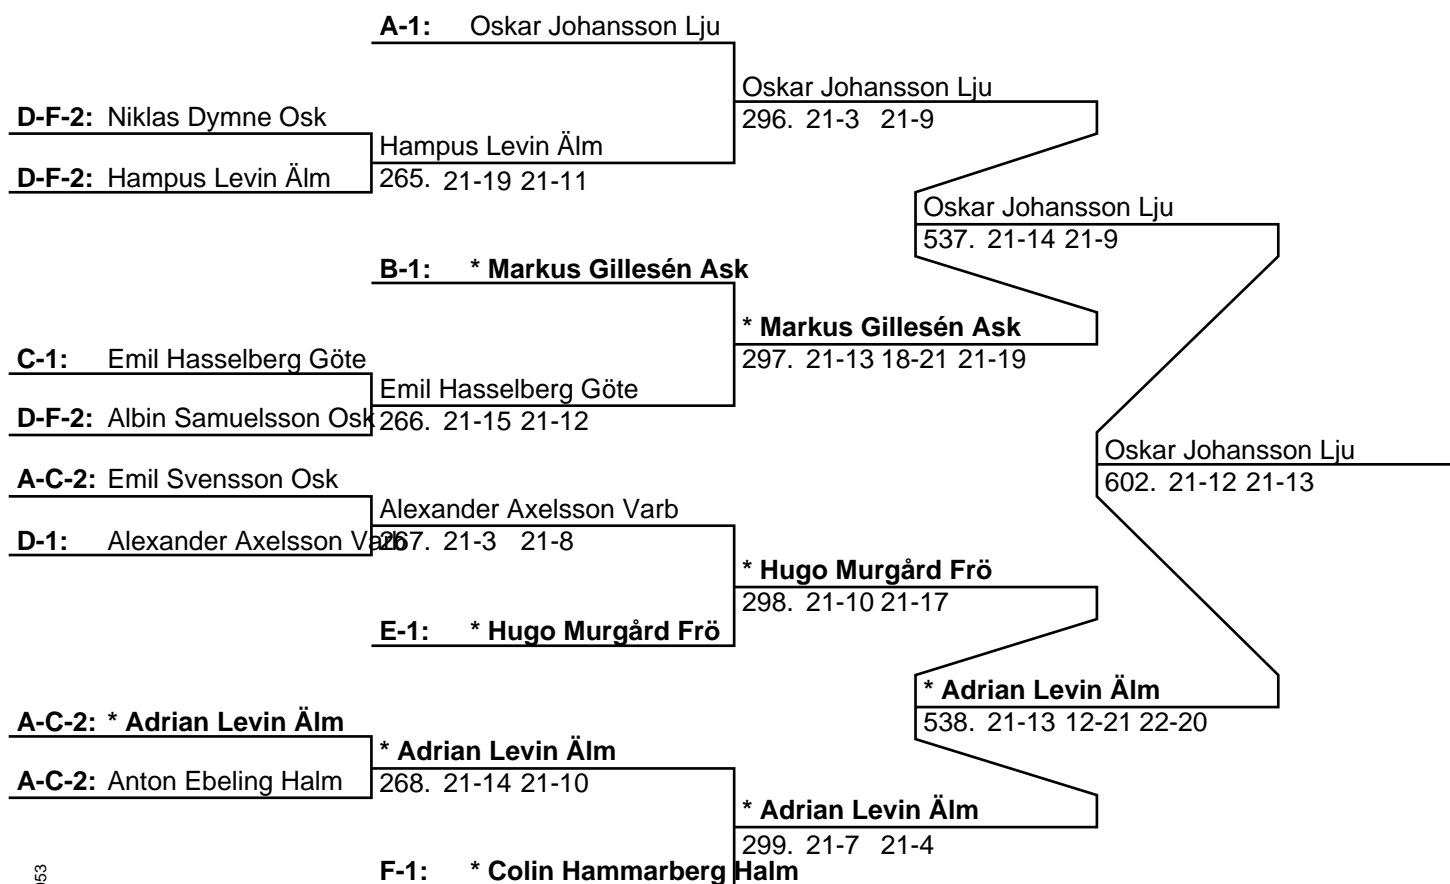 A-1: Oskar Johansson Lju
Oskar Johansson Lju
D-F-2: Niklas Dymne Osk
296. 21-3 21-9
Hampus Levin Älm
D-F-2: Hampus Levin Älm
265. 21-19 21-11
Oskar Johansson Lju
537. 21-14 21-9
B-1: * Markus Gillesén Ask
* Markus Gillesén Ask
C-1: Emil Hasselberg Göte
297. 21-13 18-21 21-19
Emil Hasselberg Göte
D-F-2: Albin Samuelsson Osk
266. 21-15 21-12
Oskar Johansson Lju
602. 21-12 21-13
A-C-2: Emil Svensson Osk
Alexander Axelsson Varb
D-1: Alexander Axelsson Varb
267. 21-3 21-8
* Hugo Murgård Frö
298. 21-10 21-17
E-1: * Hugo Murgård Frö
* Adrian Levin Älm
538. 21-13 12-21 22-20
A-C-2: * Adrian Levin Älm
* Adrian Levin Älm
A-C-2: Anton Ebeling Halm
268. 21-14 21-10
* Adrian Levin Älm
299. 21-7 21-4
F-1: * Colin Hammarberg Halm